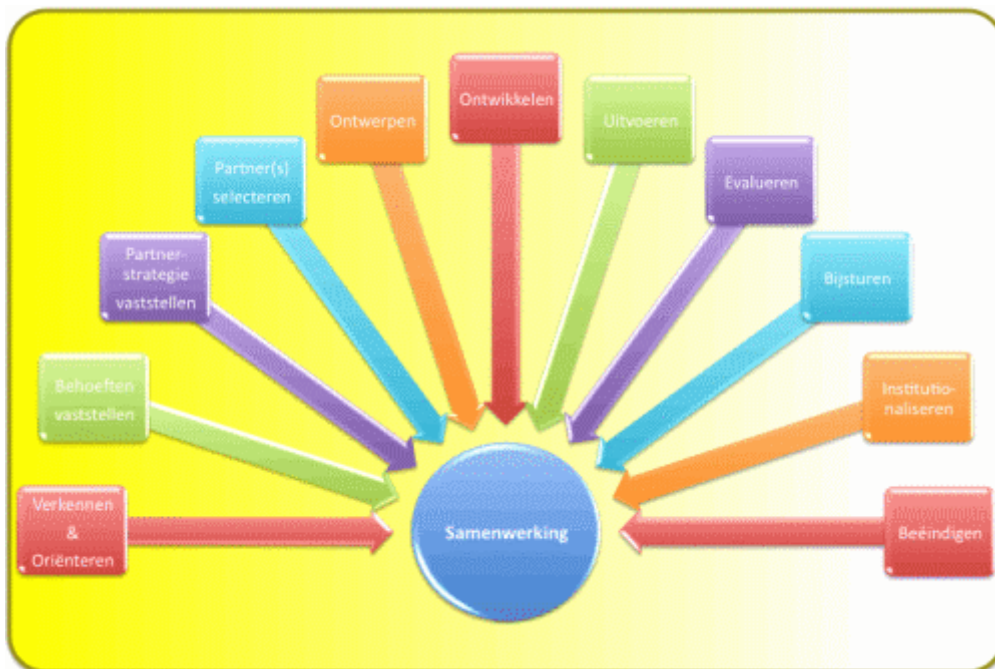 Verkennen
&
Oriënteren
Behoeften
vaststellen
Partner-
strategie
vaststellen
Partner(s)
selecteren
Ontwerpen
Ontwikkelen
Uitvoeren
Evalueren
Bijsturen
Institutio-
naliseren
Beëindigen
Samenwerking